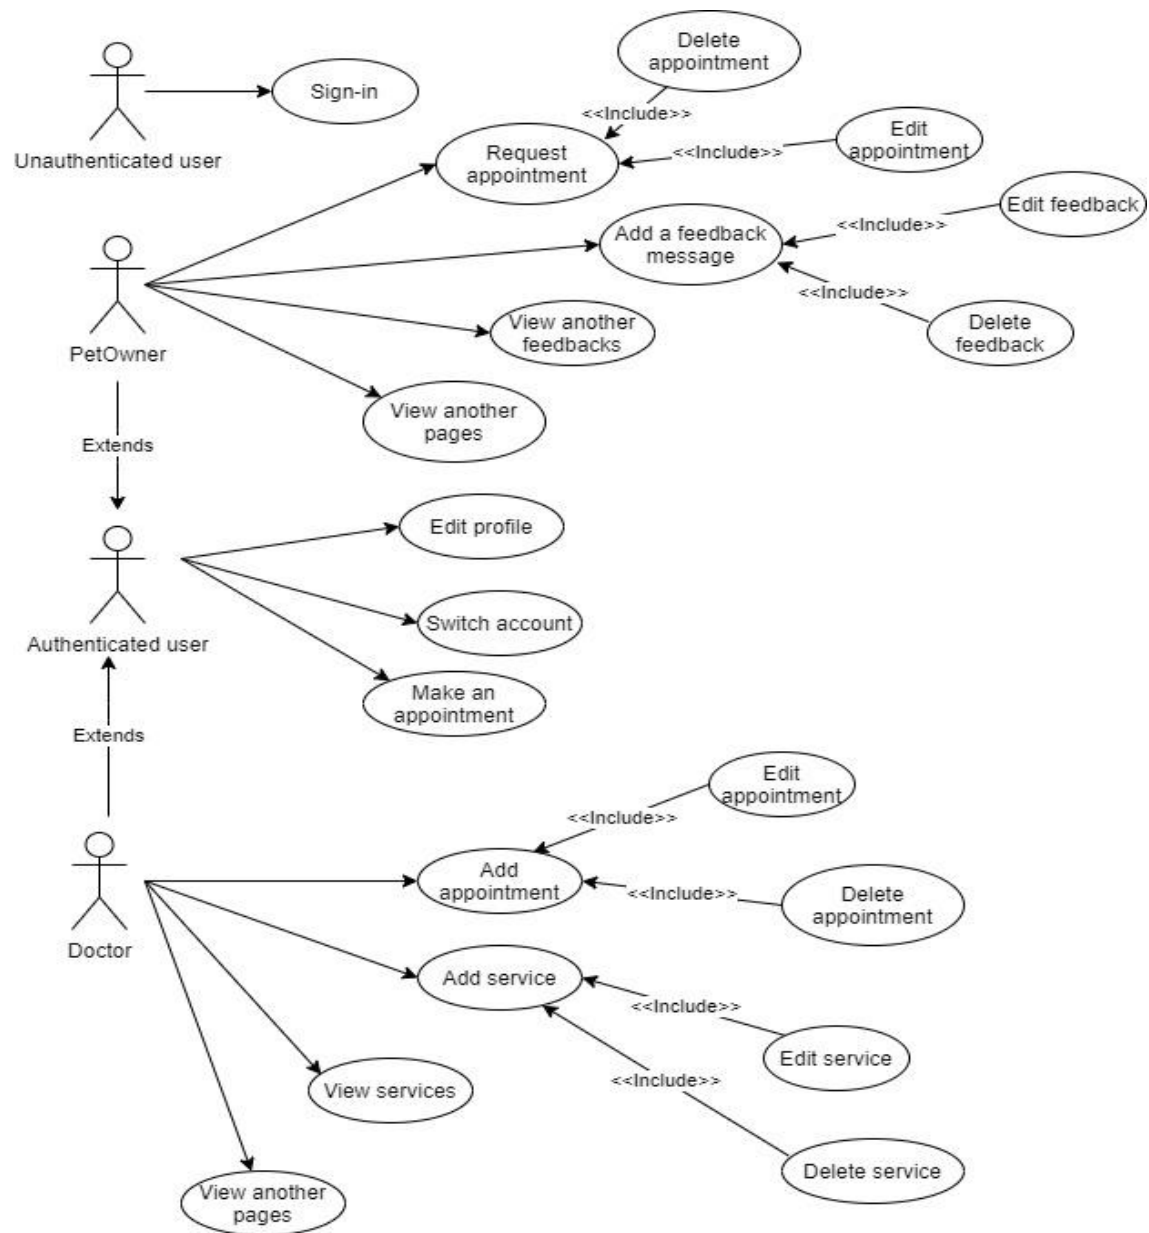 Delete
appointment
Sign-in
<<Include>>
Edit
appointment
Unauthenticated user
Request
appointment
<<Include>>
Edit feedback
Add a feedback
message
<<Include>>
<<Include>>
PetOwner
View another
feedbacks
Delete
feedback
View another
pages
Extends
Edit profile
Authenticated user
Switch account
Make an
appointment
Extends
Edit
appointment
<<Include>>
Add
appointment
<<Include>>
Delete
appointment
Doctor
Add service
<<Include>>
Edit service
<<Include>>
View services
Delete service
View another
pages